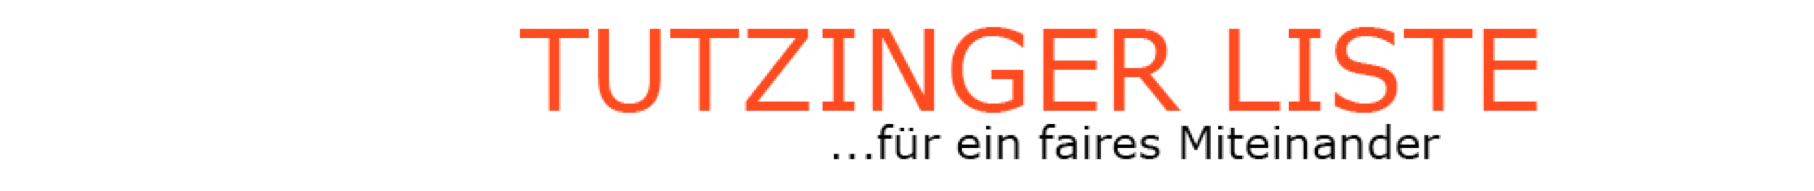 TUTZINGER LISTE
...für ein faires Miteinander